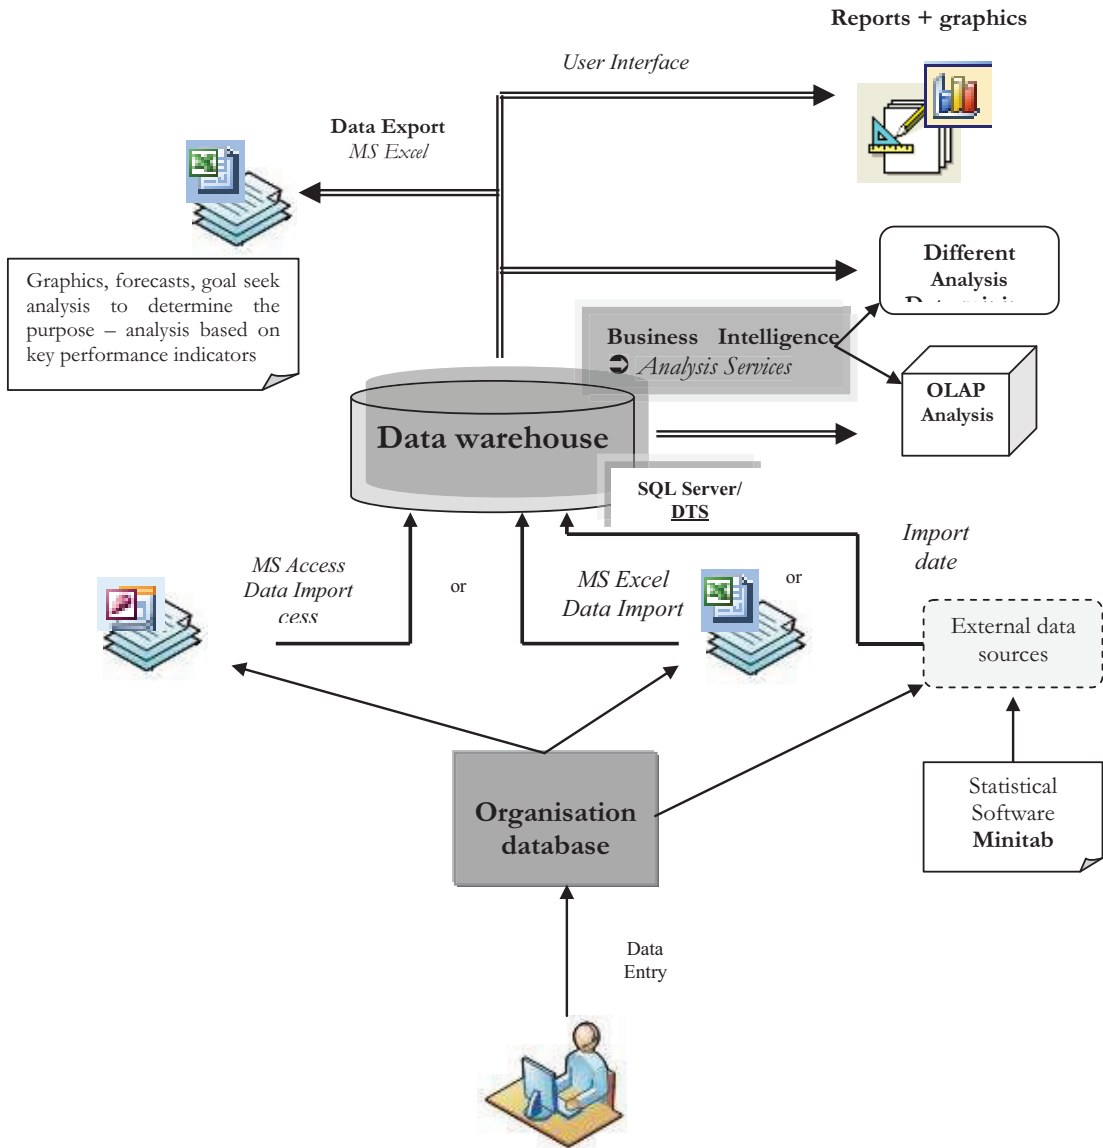 Reports + graphics
User Interface
Data Export
MS Excel
Graphics, forecasts, goal seek
analysis to determine the
purpose – analysis based on
key performance indicators
Different
Analysis
Business Intelligence
Analysis Services
OLAP
Analysis
Data warehouse
SQL Server/
DTS
Import
date
MS Access
Data Import
cess
or
MS Excel
Data Import
or
External data
sources
Organisation
database
Statistical
Software
Minitab
Data
Entry